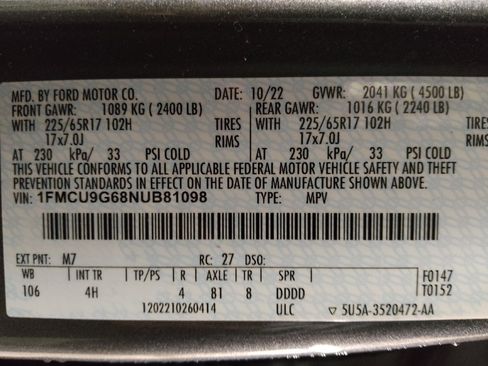 MFD. BY FORD MOTOR CO. DATE: 10/22 GVWR: 2041 KG ( 4500 LB)
FRONT GAWR: 1089 KG ( 2400 LB) REAR GAWR: 1016 KG ( 2240 LB)
WITH 225/65R17 102H TIRES WITH 225/65R17 102H TIRES
17x7.0J RIMS 17x7.0J RIMS
AT 230 kPa/ 33 PSI COLD AT 230 kPa/ 33 PSI COLD
THIS VEHICLE CONFORMS TO ALL APPLICABLE FEDERAL MOTOR VEHICLE SAFETY AND THEFT
PREVENTION STANDARDS IN EFFECT ON THE DATE OF MANUFACTURE SHOWN ABOVE.
VIN: 1FMCU9G68NUB81098 TYPE: MPV
EXT PNT: M7 RC: 27 DSO:
WB INT TR TP/PS R AXLE TR SPR F0147
106 4H 4 81 8 DDDD T0152
1202210260414 ULC ▽ 5U5A-3520472-AA